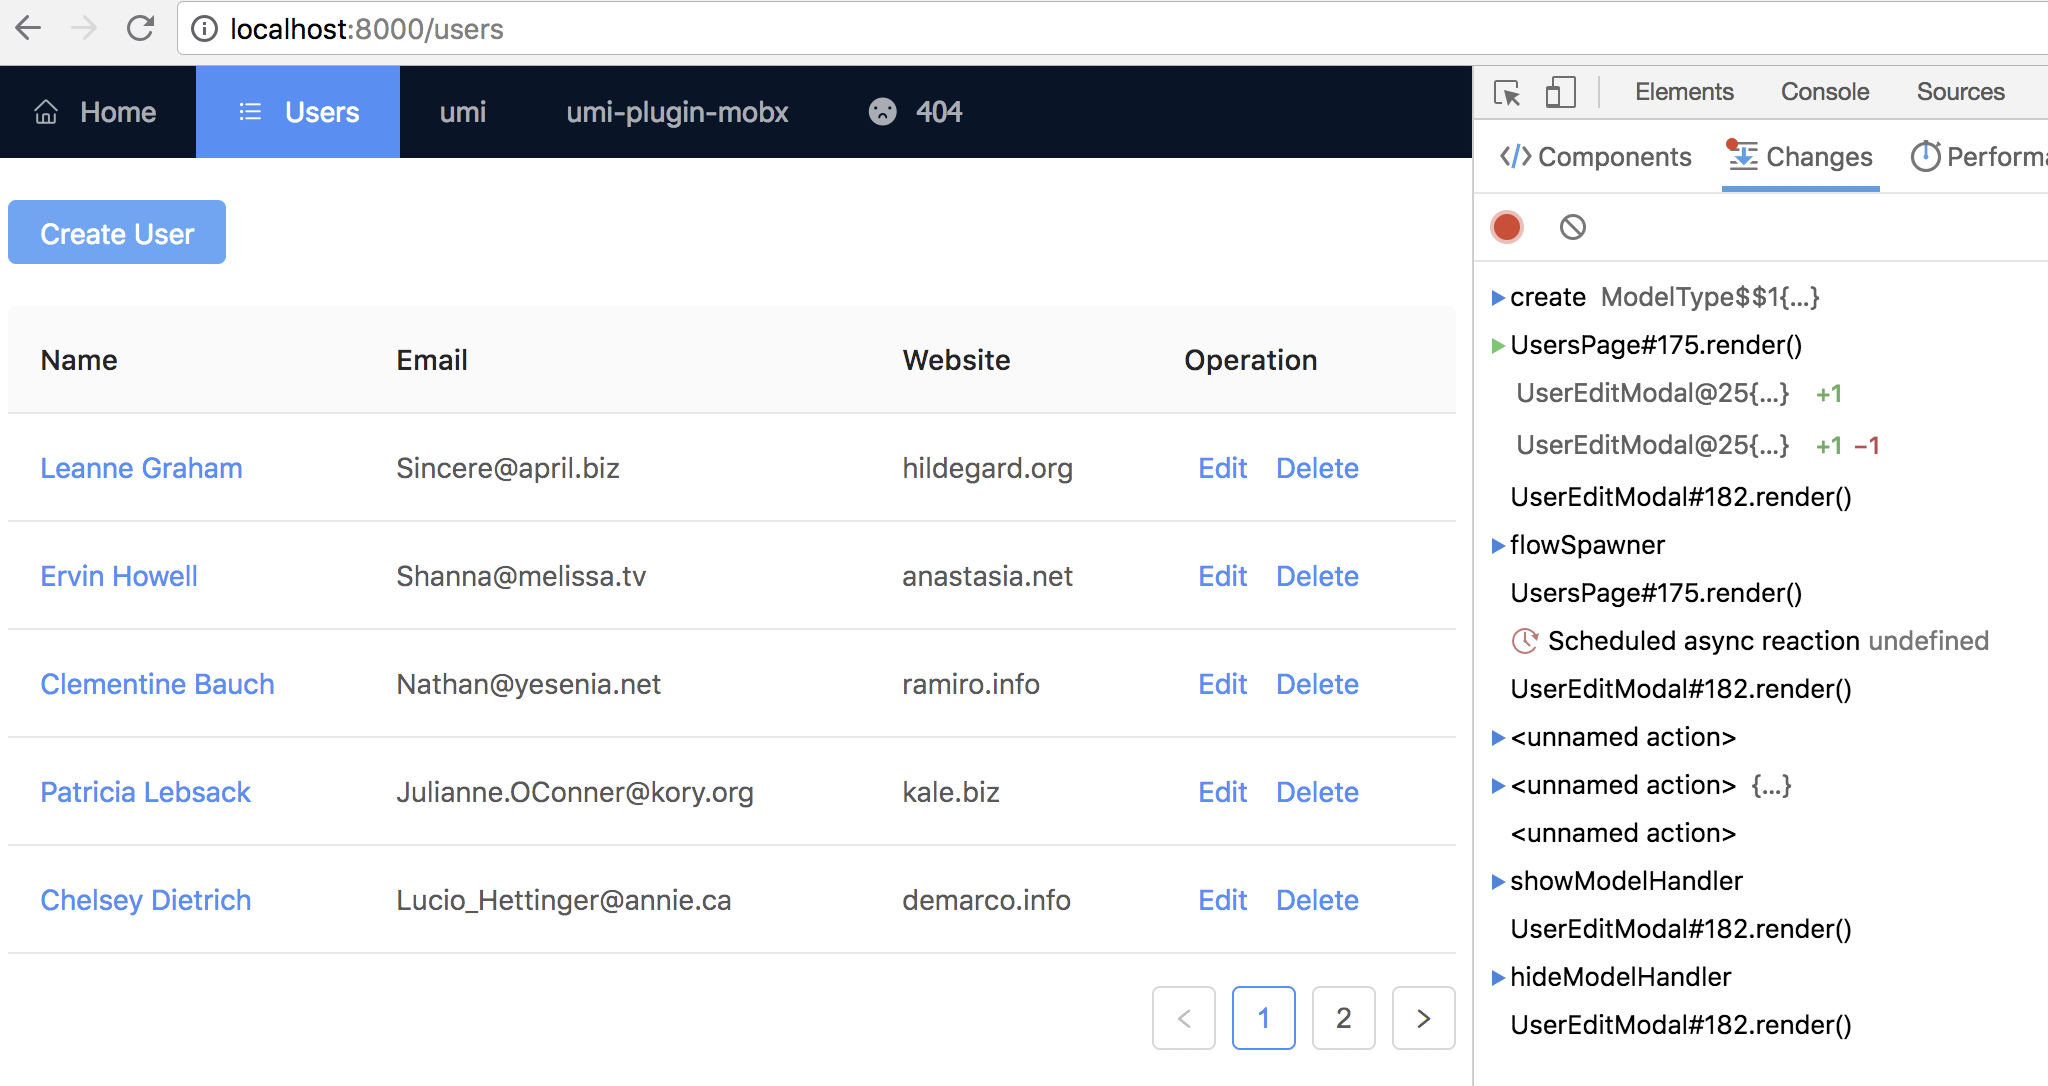 localhost:8000/users
Home Users umi umi-plugin-mobx 404
Create User
Name Email Website Operation
Leanne Graham Sincere@april.biz hildegard.org Edit Delete
Ervin Howell Shanna@melissa.tv anastasia.net Edit Delete
Clementine Bauch Nathan@yesenia.net ramiro.info Edit Delete
Patricia Lebsack Julianne.OConner@kory.org kale.biz Edit Delete
Chelsey Dietrich Lucio_Hettinger@annie.ca demarco.info Edit Delete
< 1 2 >
Elements Console Sources
</> Components Changes Performa
create ModelType$$1{...}
UsersPage#175.render()
UserEditModal@25{...} +1
UserEditModal@25{...} +1 −1
UserEditModal#182.render()
flowSpawner
UsersPage#175.render()
Scheduled async reaction undefined
UserEditModal#182.render()
<unnamed action>
<unnamed action> {...}
<unnamed action>
showModelHandler
UserEditModal#182.render()
hideModelHandler
UserEditModal#182.render()